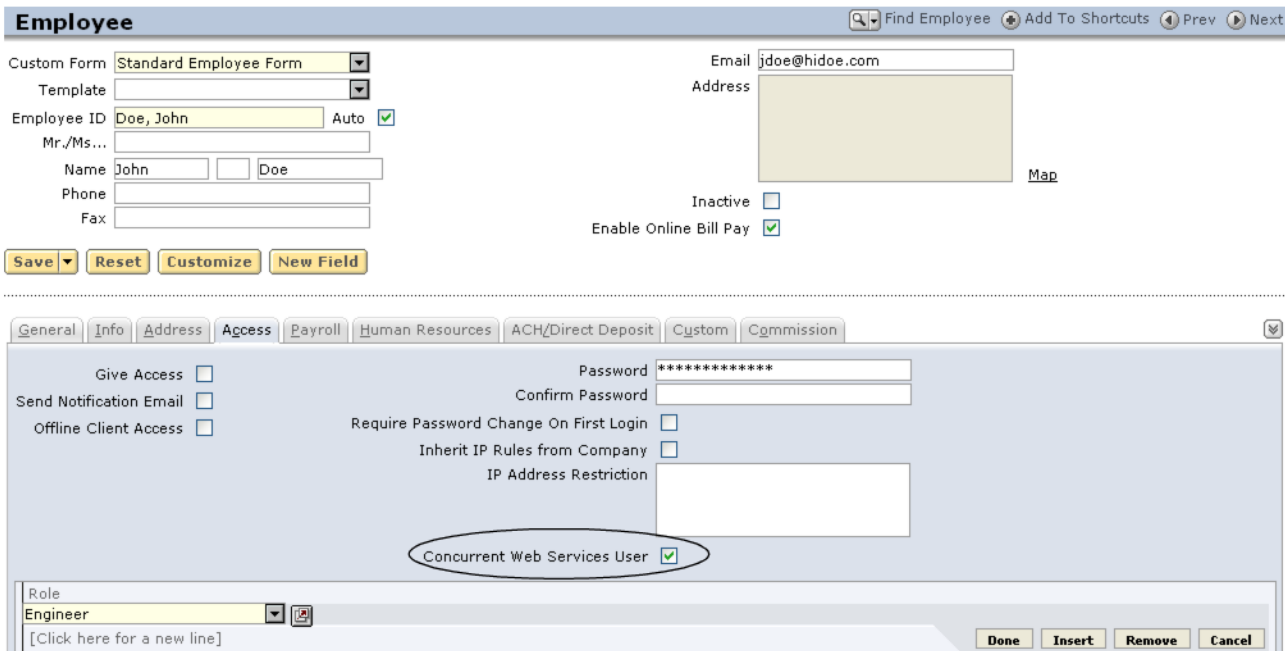 Employee
Find Employee Add To Shortcuts Prev Next
Custom Form Standard Employee Form
Template
Employee ID Doe, John Auto
Mr./Ms...
Name John Doe
Phone
Fax
Email jdoe@hidoe.com
Address
Map
Inactive
Enable Online Bill Pay
Save Reset Customize New Field
General Info Address Access Payroll Human Resources ACH/Direct Deposit Custom Commission
Give Access
Send Notification Email
Offline Client Access
Password *************
Confirm Password
Require Password Change On First Login
Inherit IP Rules from Company
IP Address Restriction
Concurrent Web Services User
Role
Engineer
[Click here for a new line]
Done Insert Remove Cancel